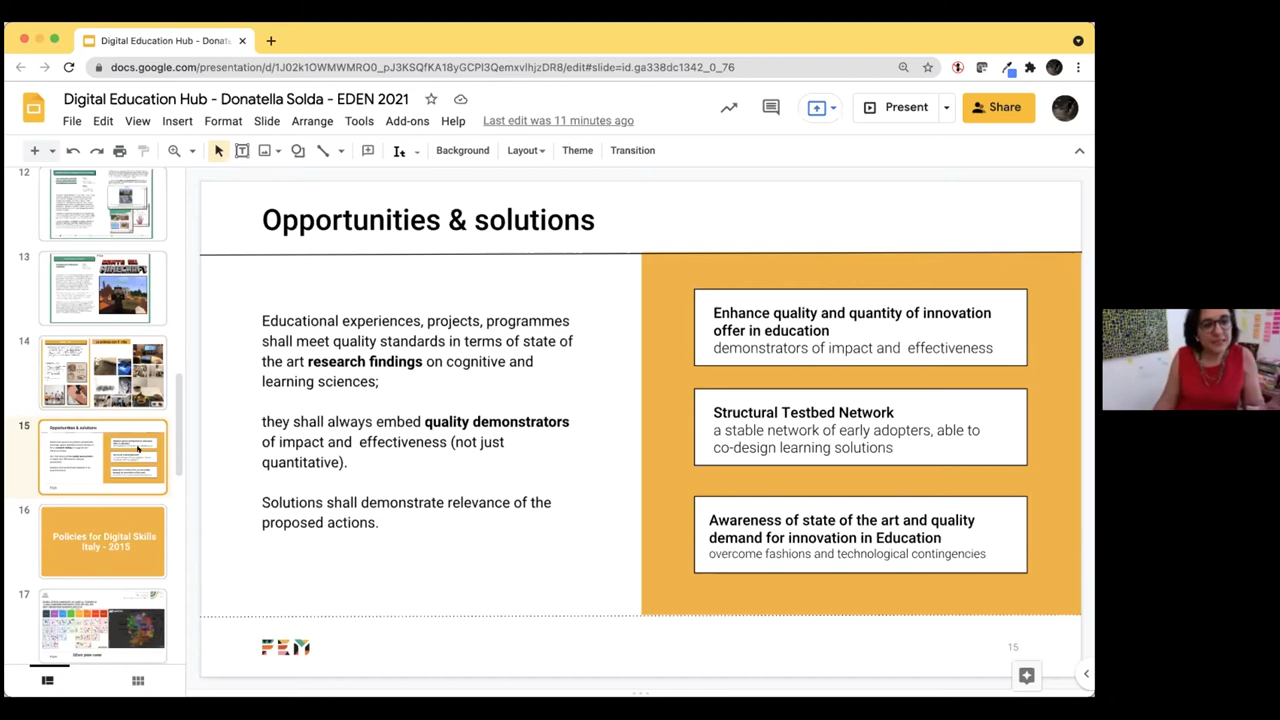 Digital Education Hub - Donat
docs.google.com/presentation/d/1J02k1OWMWMRO0_pJ3KSQfKA18yGCPI3QemxvlhjzDR8/edit#slide=id.ga338dc1342_0_76
Digital Education Hub - Donatella Solda - EDEN 2021
Present
Share
File Edit View Insert Format Slide Arrange Add-ons Help Last edit was 11 minutes ago
Background Layout Theme Transition
12
13
14
15
Opportunities & solutions
16
Policies for Digital Skills
Italy - 2015
17
Opportunities & solutions
Educational experiences, projects, programmes
shall meet quality standards in terms of state of
the art research findings on cognitive and
learning sciences;
they shall always embed quality demonstrators
of impact and effectiveness (not just
quantitative).
Solutions shall demonstrate relevance of the
proposed actions.
Enhance quality and quantity of innovation
offer in education
demonstrators of impact and effectiveness
Structural Testbed Network
a stable network of early adopters, able to
co-design learning solutions
Awareness of state of the art and quality
demand for innovation in Education
overcome fashions and technological contingencies
FEM
15